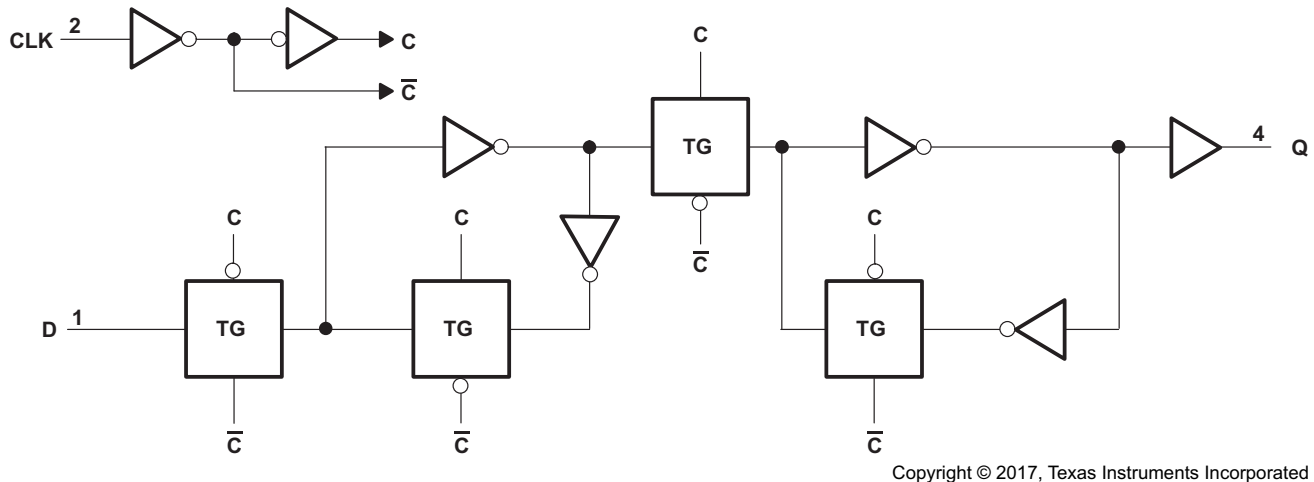 CLK 2
C
C̅
C
TG
4
Q
C̅
C
C
C
D 1
TG
TG
TG
C̅
C̅
C̅
Copyright © 2017, Texas Instruments Incorporated